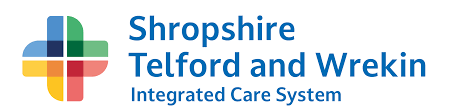 Shropshire
Telford and Wrekin
Integrated Care System